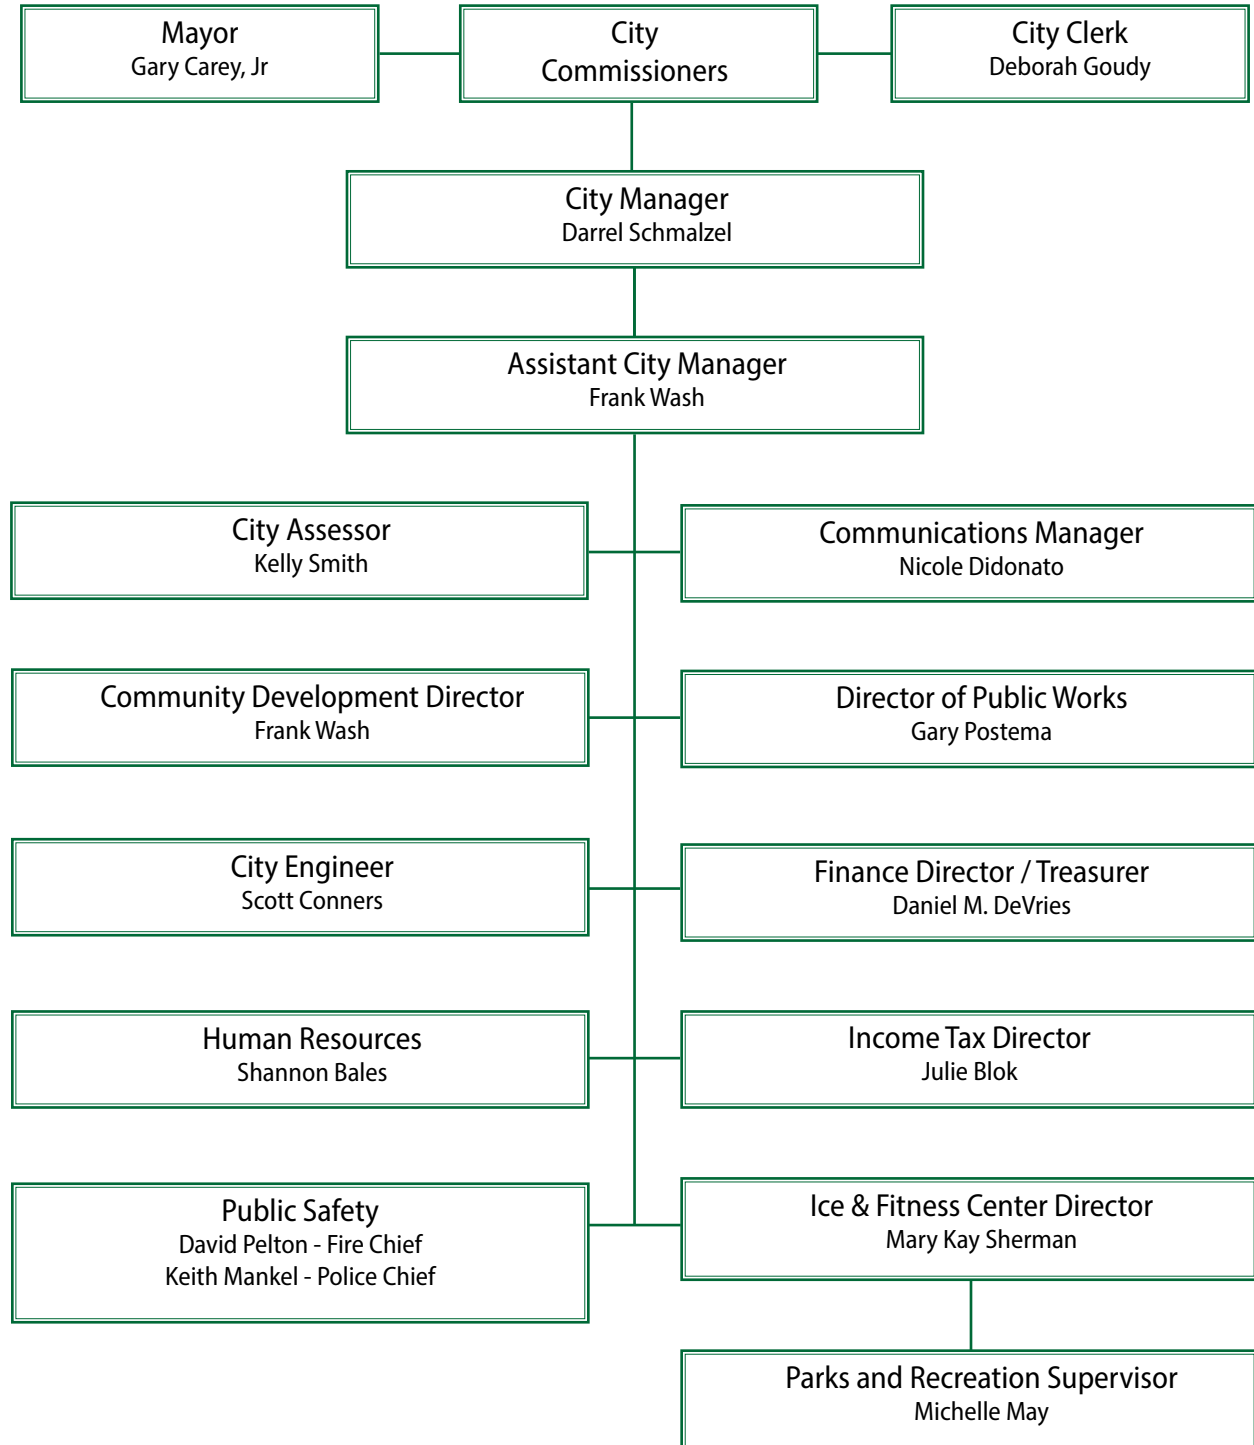 Mayor
Gary Carey, Jr
City
Commissioners
City Clerk
Deborah Goudy
City Manager
Darrel Schmalzel
Assistant City Manager
Frank Wash
City Assessor
Kelly Smith
Communications Manager
Nicole Didonato
Community Development Director
Frank Wash
Director of Public Works
Gary Postema
City Engineer
Scott Conners
Finance Director / Treasurer
Daniel M. DeVries
Human Resources
Shannon Bales
Income Tax Director
Julie Blok
Public Safety
David Pelton - Fire Chief
Keith Mankel - Police Chief
Ice & Fitness Center Director
Mary Kay Sherman
Parks and Recreation Supervisor
Michelle May